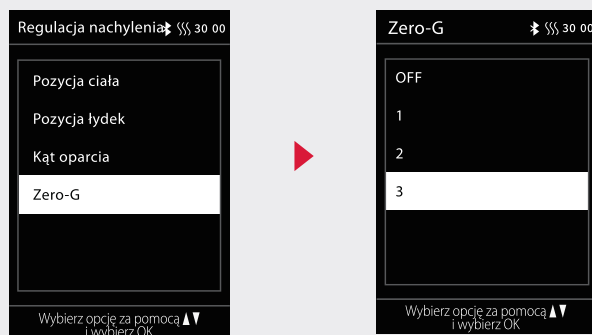 Regulacja nachylenia 30 00
Pozycja ciała
Pozycja łydek
Kąt oparcia
Zero-G
Wybierz opcję za pomocą ▲▼
i wybierz OK
Zero-G 30 00
OFF
1
2
3
Wybierz opcję za pomocą ▲▼
i wybierz OK